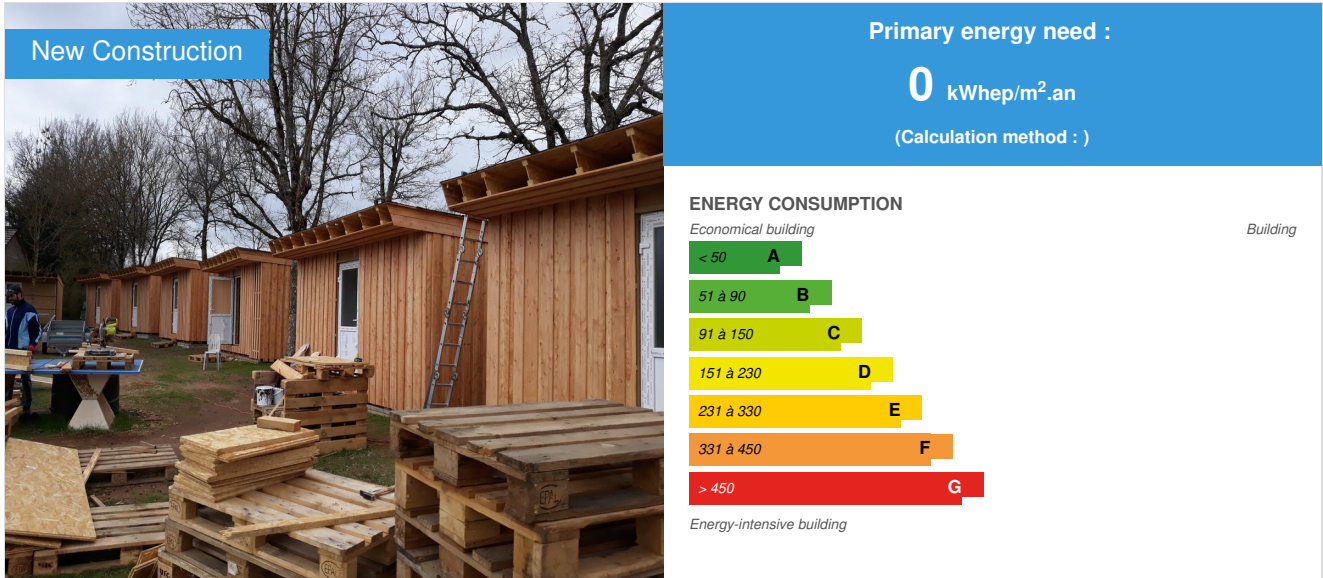 New Construction
Primary energy need :
0 kWhep/m².an
(Calculation method : )
ENERGY CONSUMPTION
Economical building
Building
< 50 A
51 à 90 B
91 à 150 C
151 à 230 D
231 à 330 E
331 à 450 F
> 450 G
Energy-intensive building